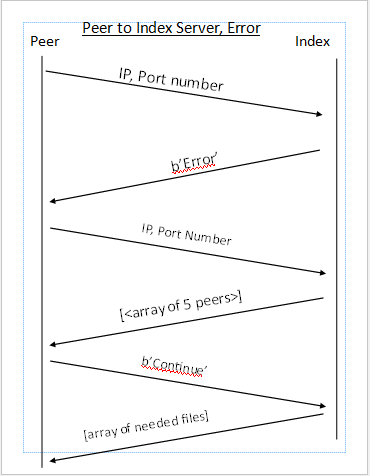 Peer to Index Server, Error
Peer
Index
IP, Port number
b’Error’
IP, Port Number
[<array of 5 peers>]
b’Continue’
[array of needed files]